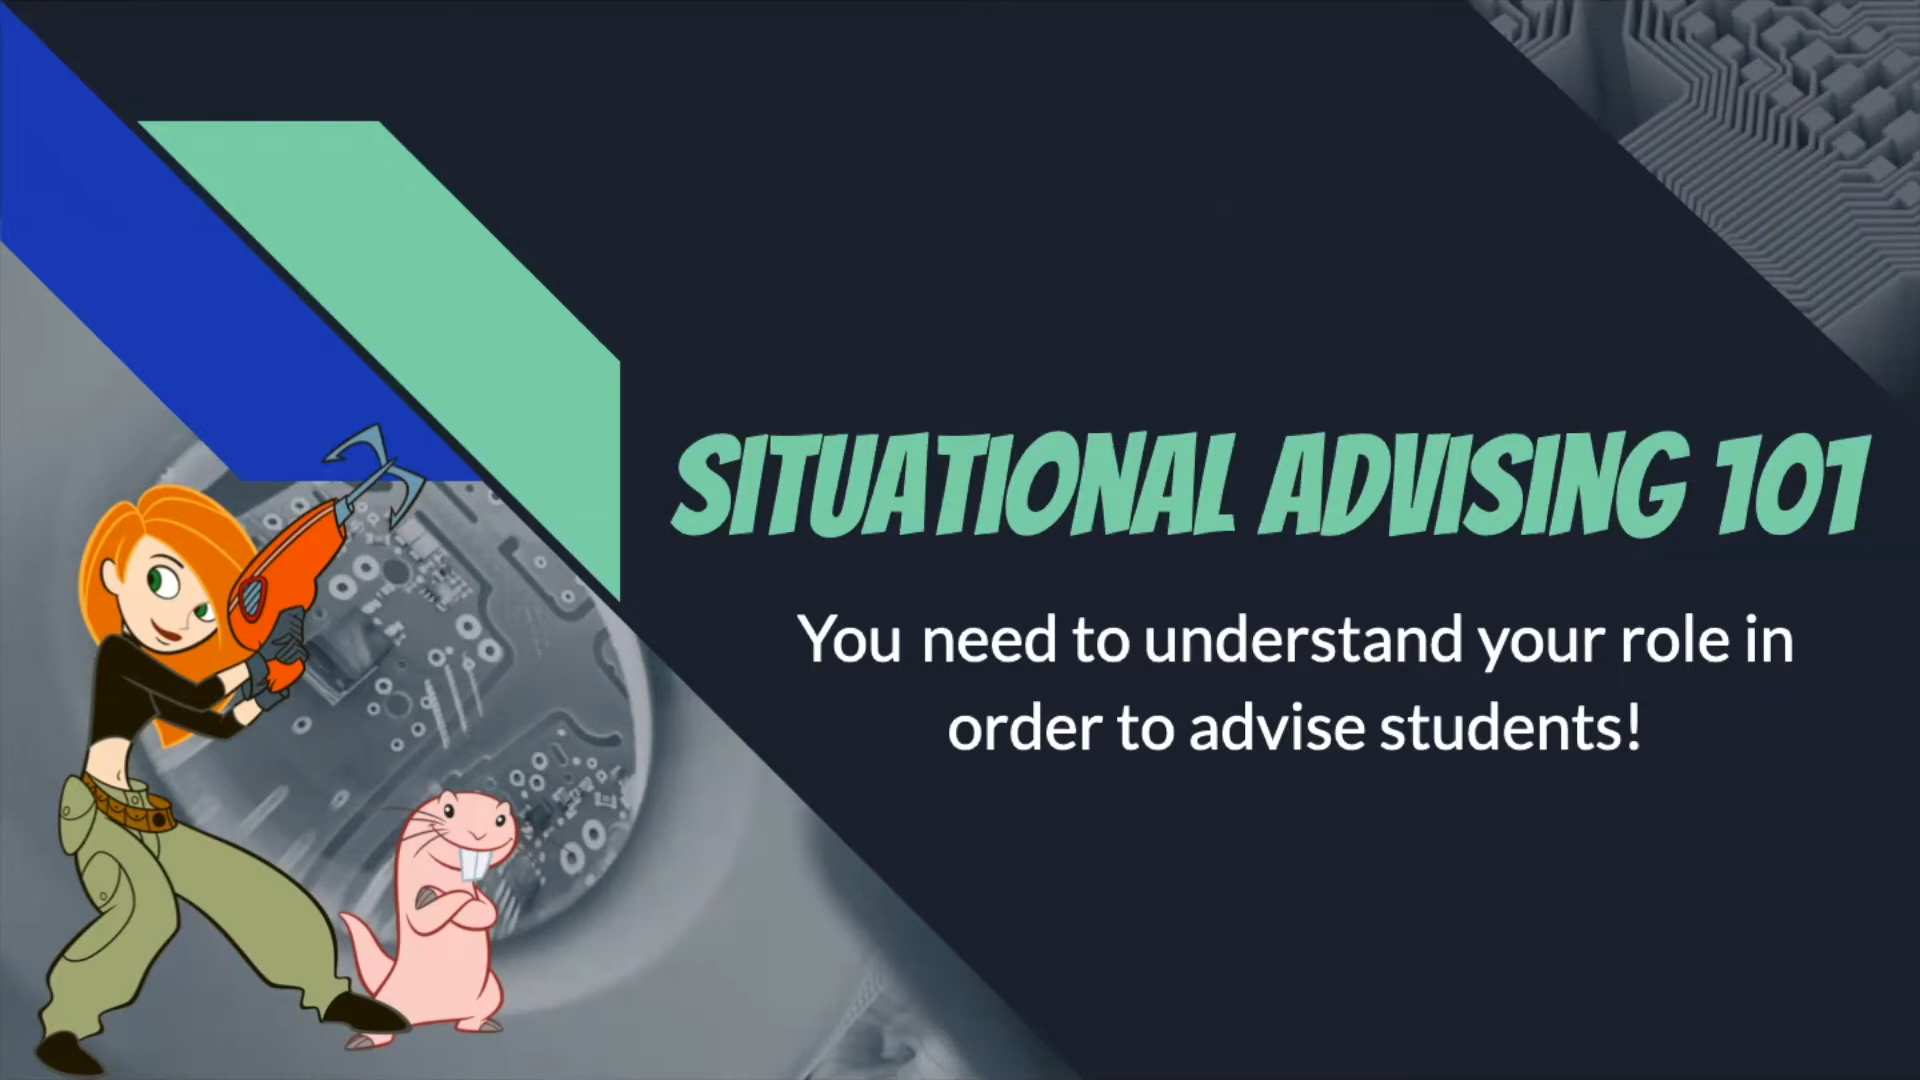 SITUATIONAL ADVISING 101
You need to understand your role in
order to advise students!